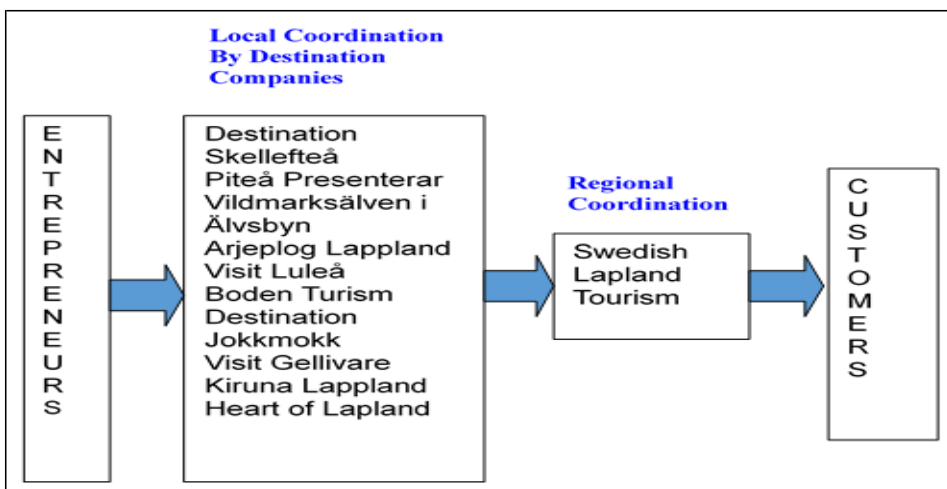 Local Coordination
By Destination
Companies
E
N
T
R
E
P
R
E
N
E
U
R
S
Destination
Skellefteå
Piteå Presenterar
Vildmarksälven i
Älvsbyn
Arjeplog Lappland
Visit Luleå
Boden Turism
Destination
Jokkmokk
Visit Gellivare
Kiruna Lappland
Heart of Lapland
Regional
Coordination
Swedish
Lapland
Tourism
C
U
S
T
O
M
E
R
S